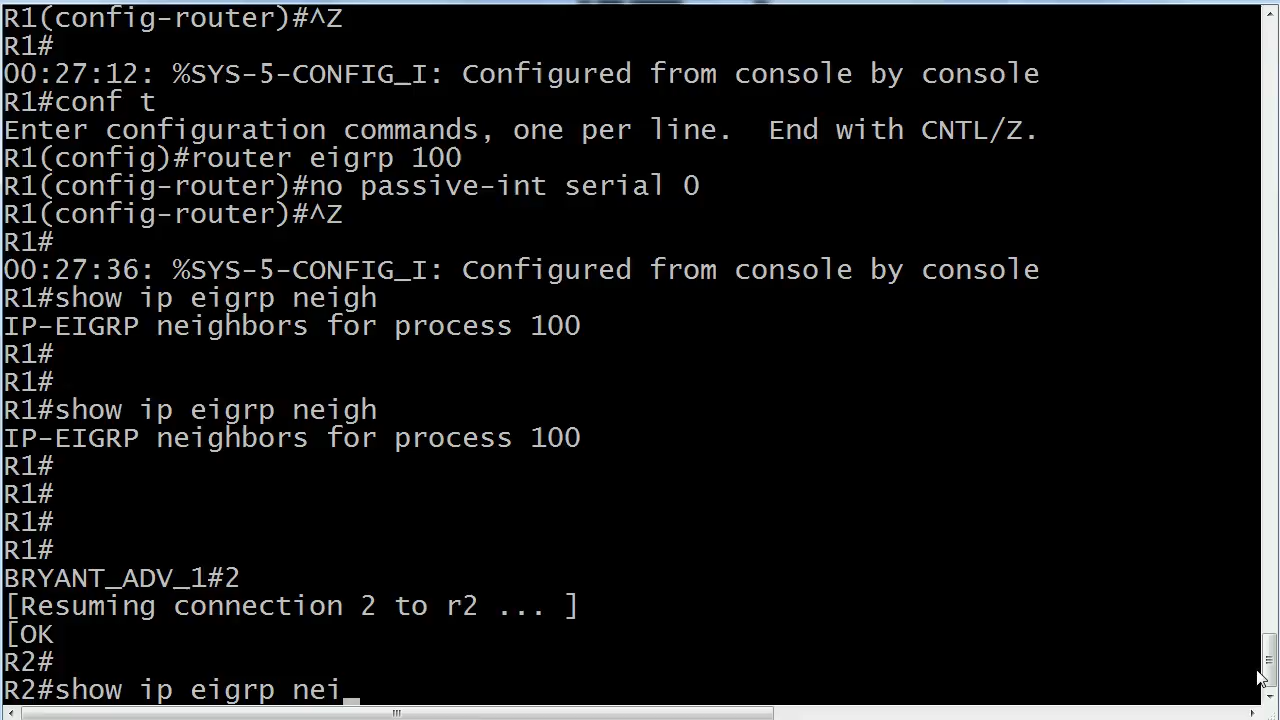 R1(config-router)#^Z
R1#
00:27:12: %SYS-5-CONFIG_I: Configured from console by console
R1#conf t
Enter configuration commands, one per line.  End with CNTL/Z.
R1(config)#router eigrp 100
R1(config-router)#no passive-int serial 0
R1(config-router)#^Z
R1#
00:27:36: %SYS-5-CONFIG_I: Configured from console by console
R1#show ip eigrp neigh
IP-EIGRP neighbors for process 100
R1#
R1#
R1#show ip eigrp neigh
IP-EIGRP neighbors for process 100
R1#
R1#
R1#
R1#
BRYANT_ADV_1#2
[Resuming connection 2 to r2 ... ]
[OK
R2#
R2#show ip eigrp nei_